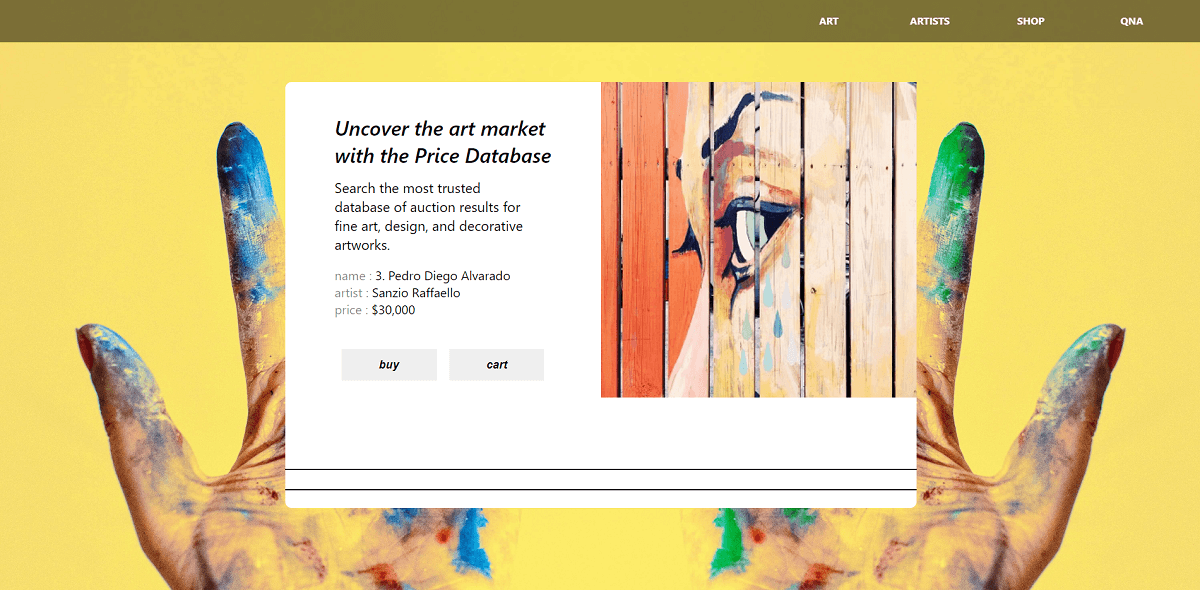 ART ARTISTS SHOP QNA
Uncover the art market
with the Price Database
Search the most trusted
database of auction results for
fine art, design, and decorative
artworks.
name : 3. Pedro Diego Alvarado
artist : Sanzio Raffaello
price : $30,000
buy cart